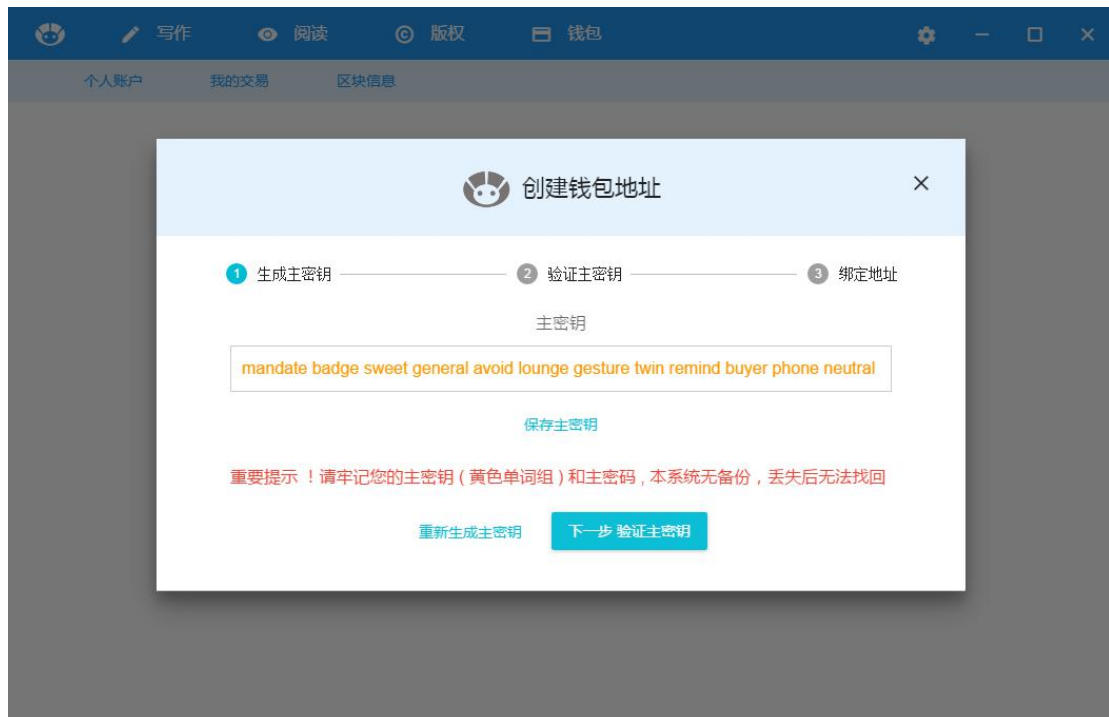 写作 阅读 © 版权 钱包
个人账户 我的交易 区块信息
创建钱包地址
1 生成主密钥 2 验证主密钥 3 绑定地址
主密钥
mandate badge sweet general avoid lounge gesture twin remind buyer phone neutral
保存主密钥
重要提示 ！请牢记您的主密钥 ( 黄色单词组 ) 和主密码 , 本系统无备份 , 丢失后无法找回
重新生成主密钥 下一步 验证主密钥